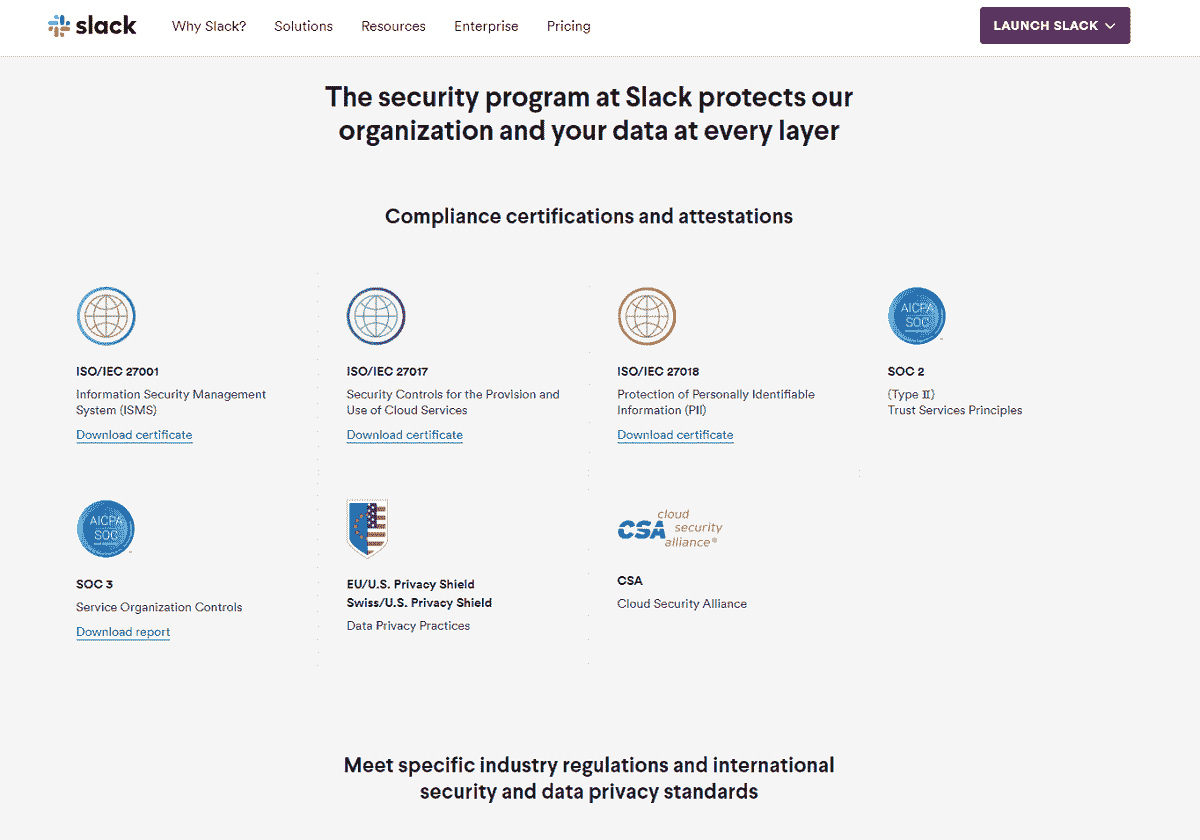 slack
Why Slack?
Solutions
Resources
Enterprise
Pricing
LAUNCH SLACK
The security program at Slack protects our
organization and your data at every layer
Compliance certifications and attestations
ISO/IEC 27001
Information Security Management
System (ISMS)
Download certificate
ISO/IEC 27017
Security Controls for the Provision and
Use of Cloud Services
Download certificate
ISO/IEC 27018
Protection of Personally Identifiable
Information (PII)
Download certificate
AICPA
SOC
SOC 2
(Type II)
Trust Services Principles
AICPA
SOC
SOC 3
Service Organization Controls
Download report
EU/U.S. Privacy Shield
Swiss/U.S. Privacy Shield
Data Privacy Practices
CSA
cloud
security
alliance®
CSA
Cloud Security Alliance
Meet specific industry regulations and international
security and data privacy standards